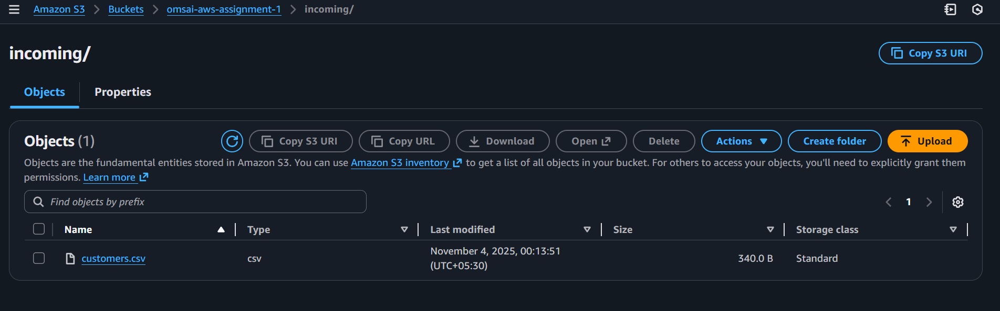 Amazon S3 > Buckets > omsai-aws-assignment-1 > incoming/
incoming/
Copy S3 URI
Objects
Properties
Objects (1)
Copy S3 URI
Copy URL
Download
Open
Delete
Actions
Create folder
Upload
Objects are the fundamental entities stored in Amazon S3. You can use Amazon S3 inventory to get a list of all objects in your bucket. For others to access your objects, you'll need to explicitly grant them
permissions. Learn more
Find objects by prefix
1
Name
Type
Last modified
Size
Storage class
customers.csv
csv
November 4, 2025, 00:13:51
(UTC+05:30)
340.0 B
Standard